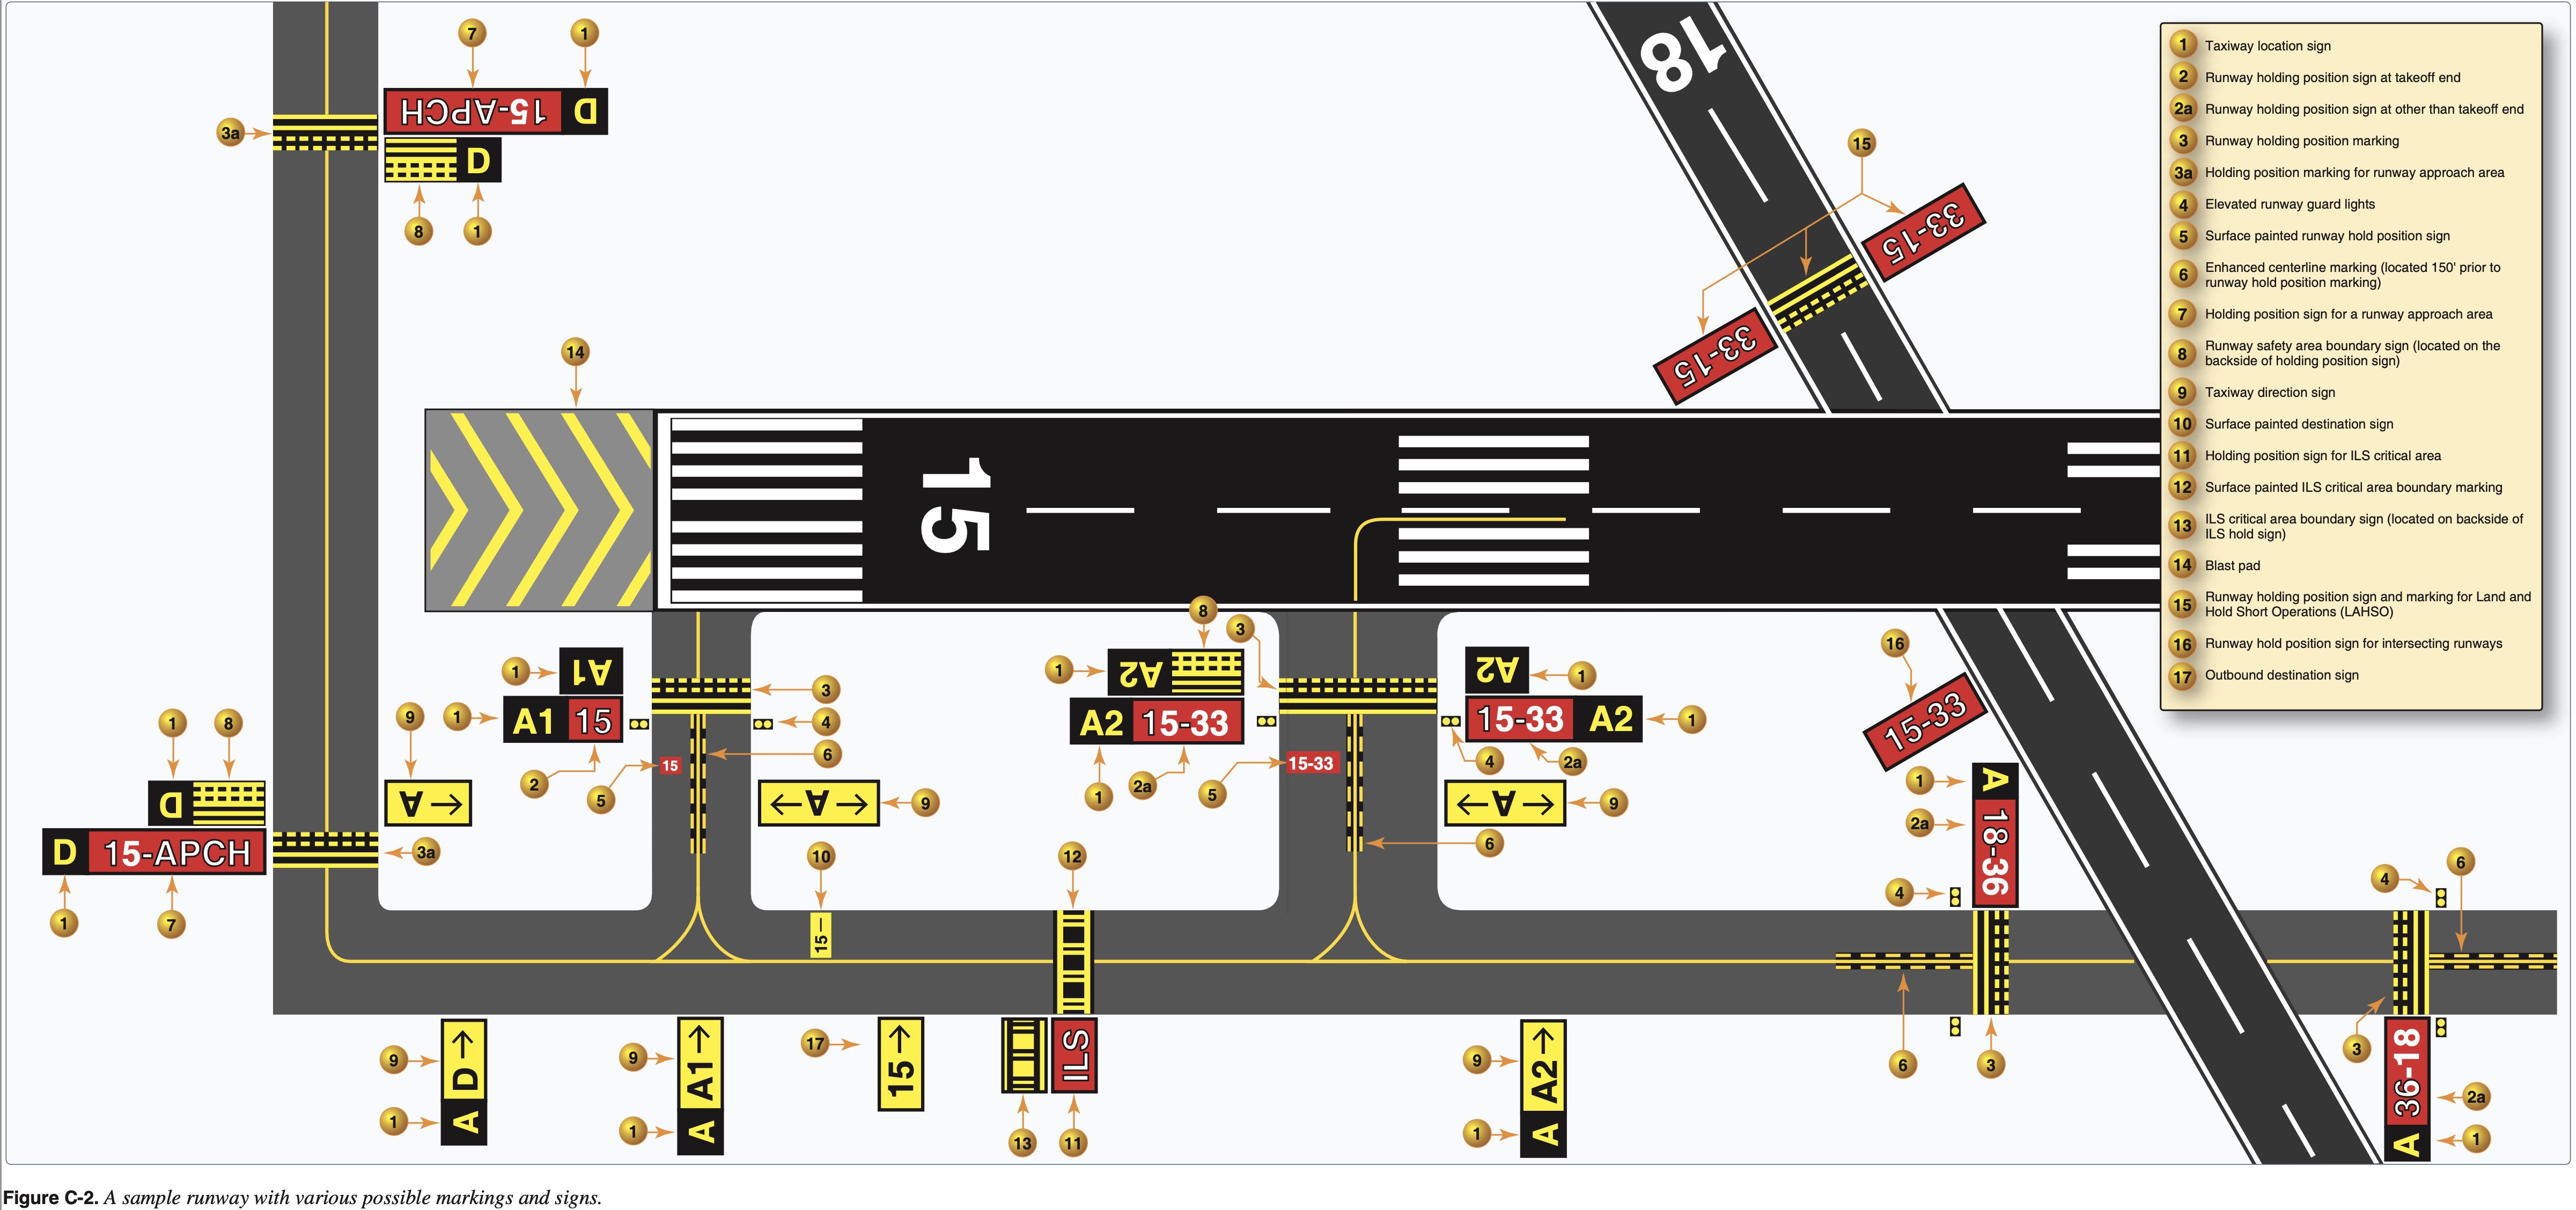 7 1
15-APCH D
3a
D
8 1
18
15
33-15
33-15
14
15
8
3
1 A1
1 A1 15
3
4
9
2
5
15
6
1 A2
1
A2 15-33
1
2a
5
15-33
A2 1
15-33 A2 1
4
2a
16
15-33
1 8
D
D 15-APCH
3a
1
7
A →
← A →
9
← A →
9
6
10
15 —
12
1 A
2a 18-36
4
6
3
4
6
3
36-18
A
2a
1
9 D→
1 A
9 A1→
1 A
17 15→
ILS
13 11
9 A2→
1 A
1 Taxiway location sign
2 Runway holding position sign at takeoff end
2a Runway holding position sign at other than takeoff end
3 Runway holding position marking
3a Holding position marking for runway approach area
4 Elevated runway guard lights
5 Surface painted runway hold position sign
6 Enhanced centerline marking (located 150' prior to
runway hold position marking)
7 Holding position sign for a runway approach area
8 Runway safety area boundary sign (located on the
backside of holding position sign)
9 Taxiway direction sign
10 Surface painted destination sign
11 Holding position sign for ILS critical area
12 Surface painted ILS critical area boundary marking
13 ILS critical area boundary sign (located on backside of
ILS hold sign)
14 Blast pad
15 Runway holding position sign and marking for Land and
Hold Short Operations (LAHSO)
16 Runway hold position sign for intersecting runways
17 Outbound destination sign
Figure C-2. A sample runway with various possible markings and signs.